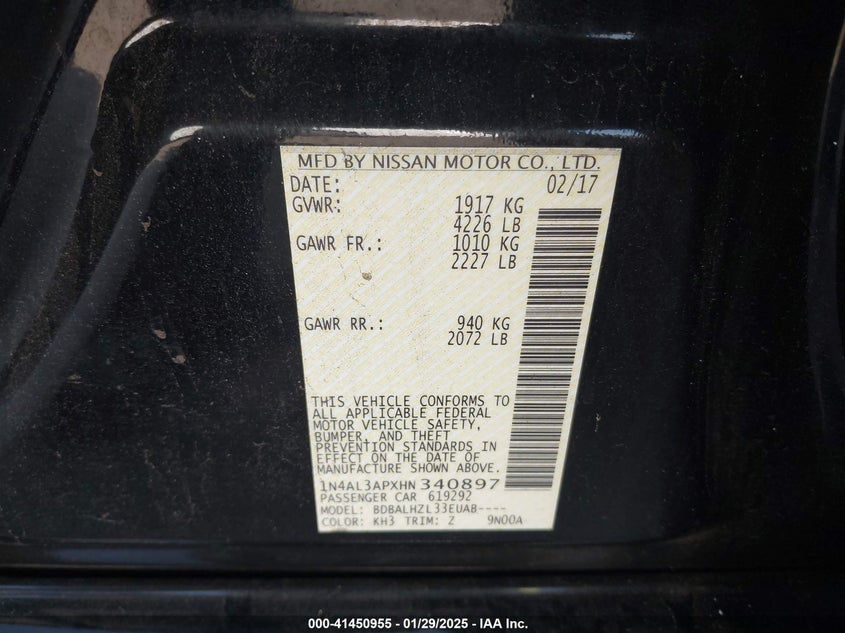 MFD BY NISSAN MOTOR CO., LTD.
DATE: 02/17
GVWR: 1917 KG
4226 LB
GAWR FR.: 1010 KG
2227 LB
GAWR RR.: 940 KG
2072 LB
THIS VEHICLE CONFORMS TO
ALL APPLICABLE FEDERAL
MOTOR VEHICLE SAFETY,
BUMPER, AND THEFT
PREVENTION STANDARDS IN
EFFECT ON THE DATE OF
MANUFACTURE SHOWN ABOVE.
1N4AL3APXHN340897
PASSENGER CAR 619292
MODEL: BDBALHZL33EUAB----
COLOR: KH3 TRIM: Z 9N00A
000-41450955 - 01/29/2025 - IAA Inc.